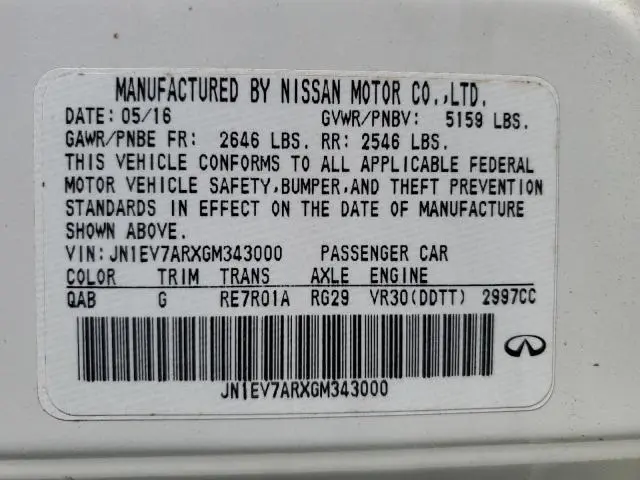 MANUFACTURED BY NISSAN MOTOR CO.,LTD.
DATE: 05/16 GVWR/PNBV: 5159 LBS.
GAWR/PNBE FR: 2646 LBS. RR: 2546 LBS.
THIS VEHICLE CONFORMS TO ALL APPLICABLE FEDERAL
MOTOR VEHICLE SAFETY,BUMPER,AND THEFT PREVENTION
STANDARDS IN EFFECT ON THE DATE OF MANUFACTURE
SHOWN ABOVE.
VIN:JN1EV7ARXGM343000 PASSENGER CAR
COLOR TRIM TRANS AXLE ENGINE
QAB G RE7R01A RG29 VR30(DDTT) 2997CC
JN1EV7ARXGM343000